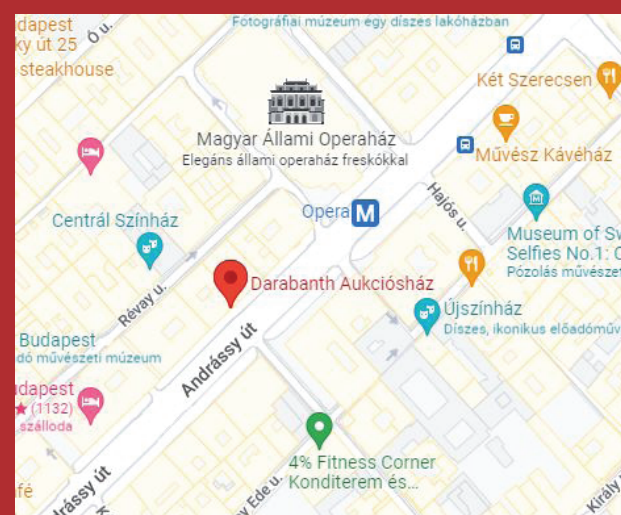 Fotográfiai múzeum egy díszes lakóházban
dapest
ky út 25
steakhouse
Ó u.
Két Szerecsen
Magyar Állami Operaház
Elegáns állami operaház freskókkal
Művész Kávéház
Opera M
Hajós u.
Centrál Színház
Museum of Sw
Selfies No.1: C
Pózolás művészet
Darabanth Aukciósház
Révay u.
Újszínház
Díszes, ikonikus előadóműv
Budapest
dó művészeti múzeum
Andrássy út
dapest
(1132)
szálloda
4% Fitness Corner
Konditerem és...
fé
drássy út
y Ede u.
Király